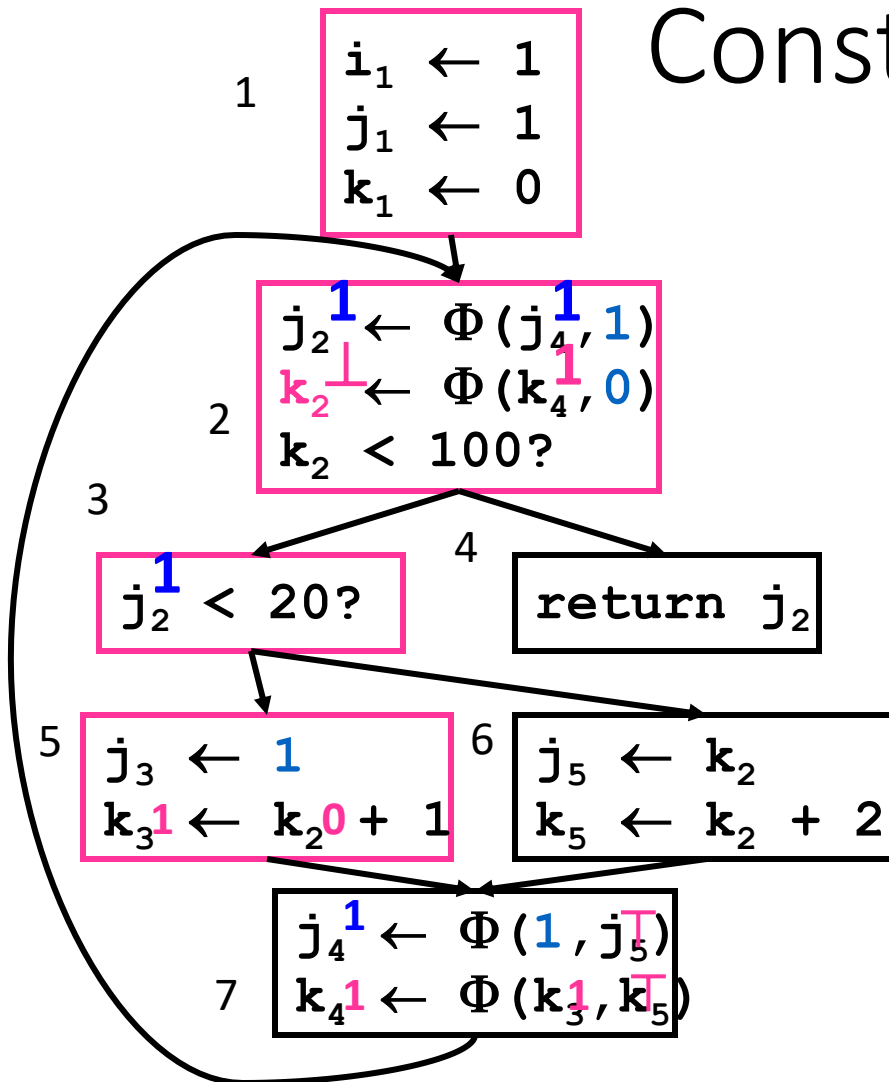 Const
1
i₁ ← 1
j₁ ← 1
k₁ ← 0
2
j₂ 1 ← Φ(j₄ 1, 1)
k₂ ⊥ ← Φ(k₄ 1, 0)
k₂ < 100?
3
j₂ 1 < 20?
4
return j₂
5
j₃ ← 1
k₃ 1 ← k₂ 0 + 1
6
j₅ ← k₂
k₅ ← k₂ + 2
7
j₄ 1 ← Φ(1, j₅ ⊤)
k₄ 1 ← Φ(k₃ 1, k₅ ⊤)